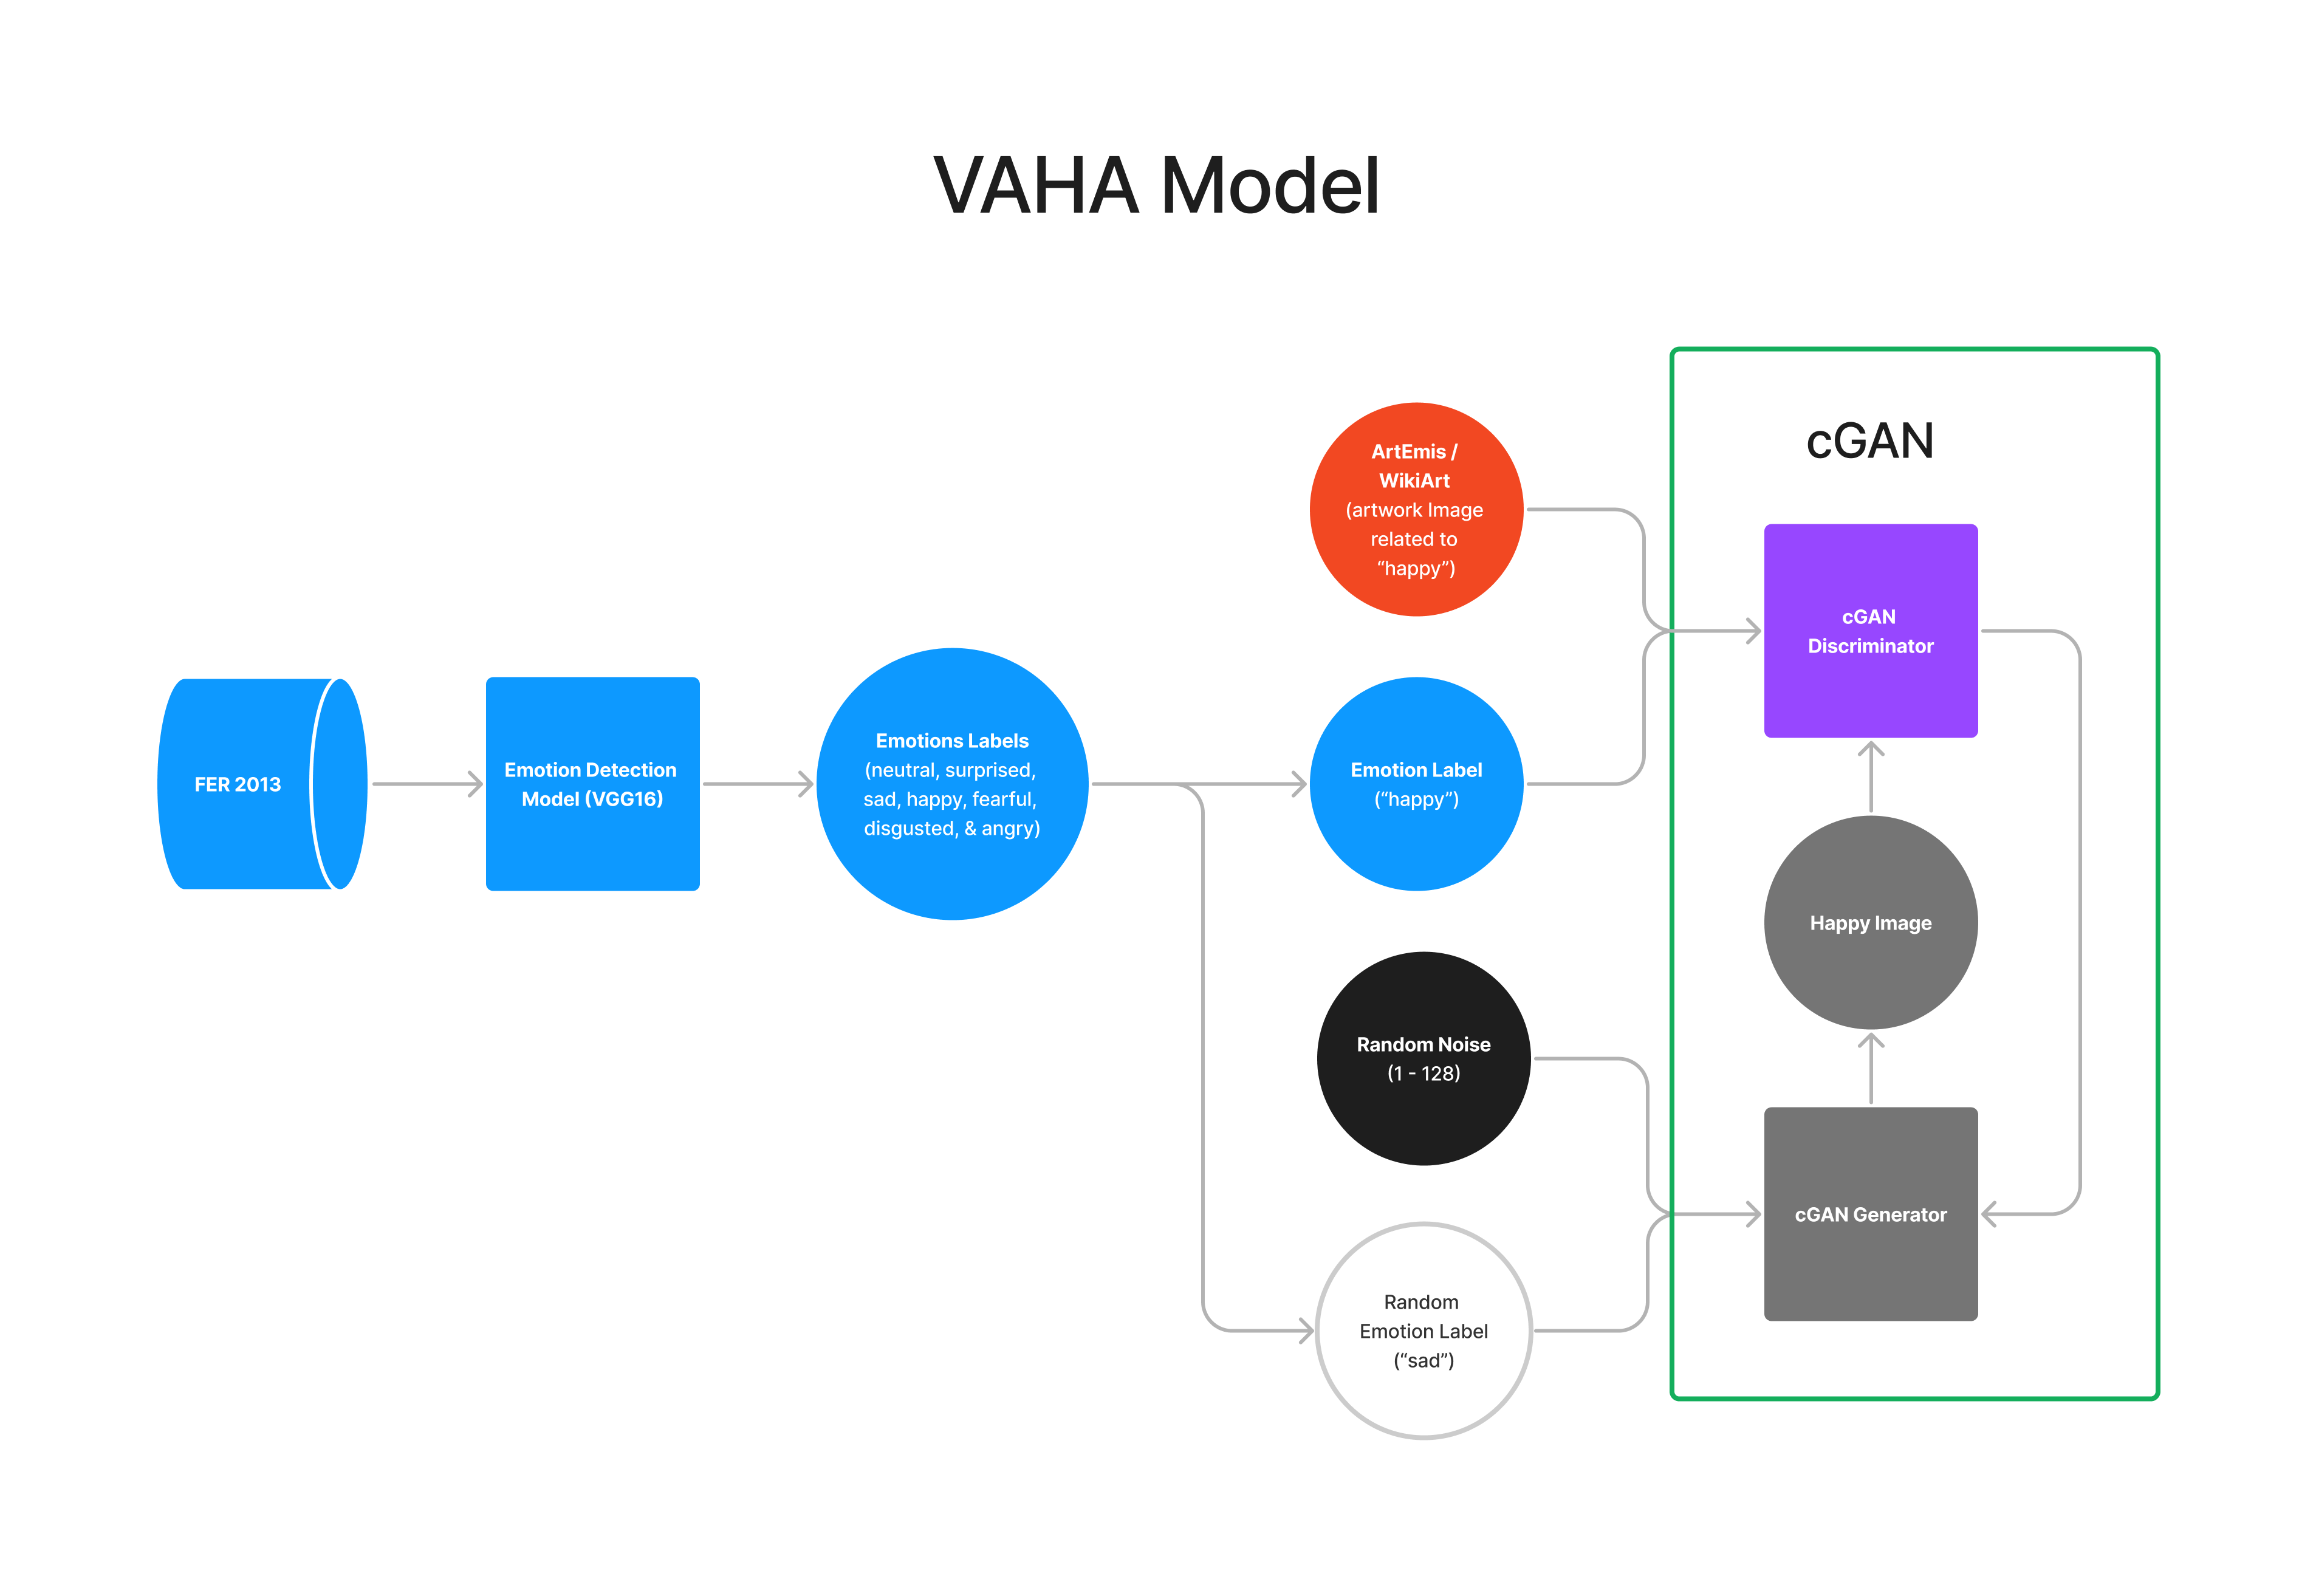 VAHA Model
cGAN
ArtEmis /
WikiArt
(artwork Image
related to
“happy”)
cGAN
Discriminator
FER 2013
Emotion Detection
Model (VGG16)
Emotions Labels
(neutral, surprised,
sad, happy, fearful,
disgusted, & angry)
Emotion Label
(“happy”)
Happy Image
Random Noise
(1 - 128)
cGAN Generator
Random
Emotion Label
(“sad”)